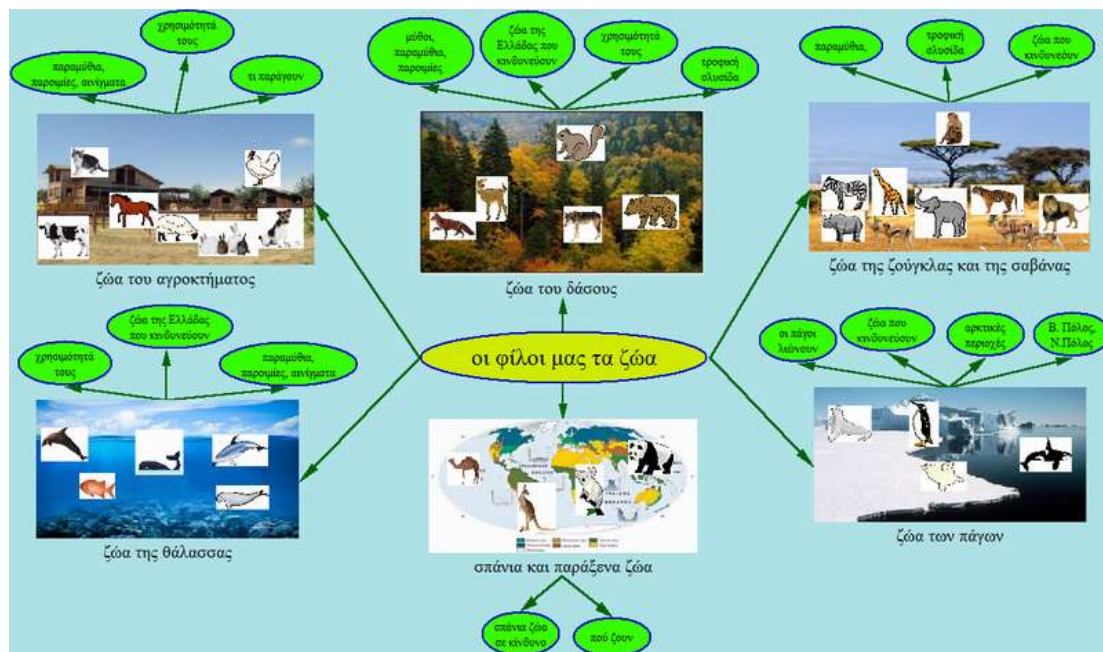 χρησιμότητά
τους
παραμύθια,
παροιμίες, αινίγματα
τι παράγουν
ζώα του αγροκτήματος
μύθοι,
παραμύθια,
παροιμίες
ζώα της
Ελλάδας που
κινδυνεύουν
χρησιμότητά
τους
τροφική
αλυσίδα
ζώα του δάσους
παραμύθια,
τροφική
αλυσίδα
ζώα που
κινδυνεύουν
ζώα της ζούγκλας και της σαβάνας
οι φίλοι μας τα ζώα
χρησιμότητά
τους
ζώα της Ελλάδας
που κινδυνεύουν
παραμύθια,
παροιμίες, αινίγματα
ζώα της θάλασσας
σπάνια και παράξενα ζώα
σπάνια ζώα
σε κίνδυνο
πού ζουν
οι πάγοι
λιώνουν
ζώα που
κινδυνεύουν
αρκτικές
περιοχές
Β. Πόλος,
Ν.Πόλος
ζώα των πάγων